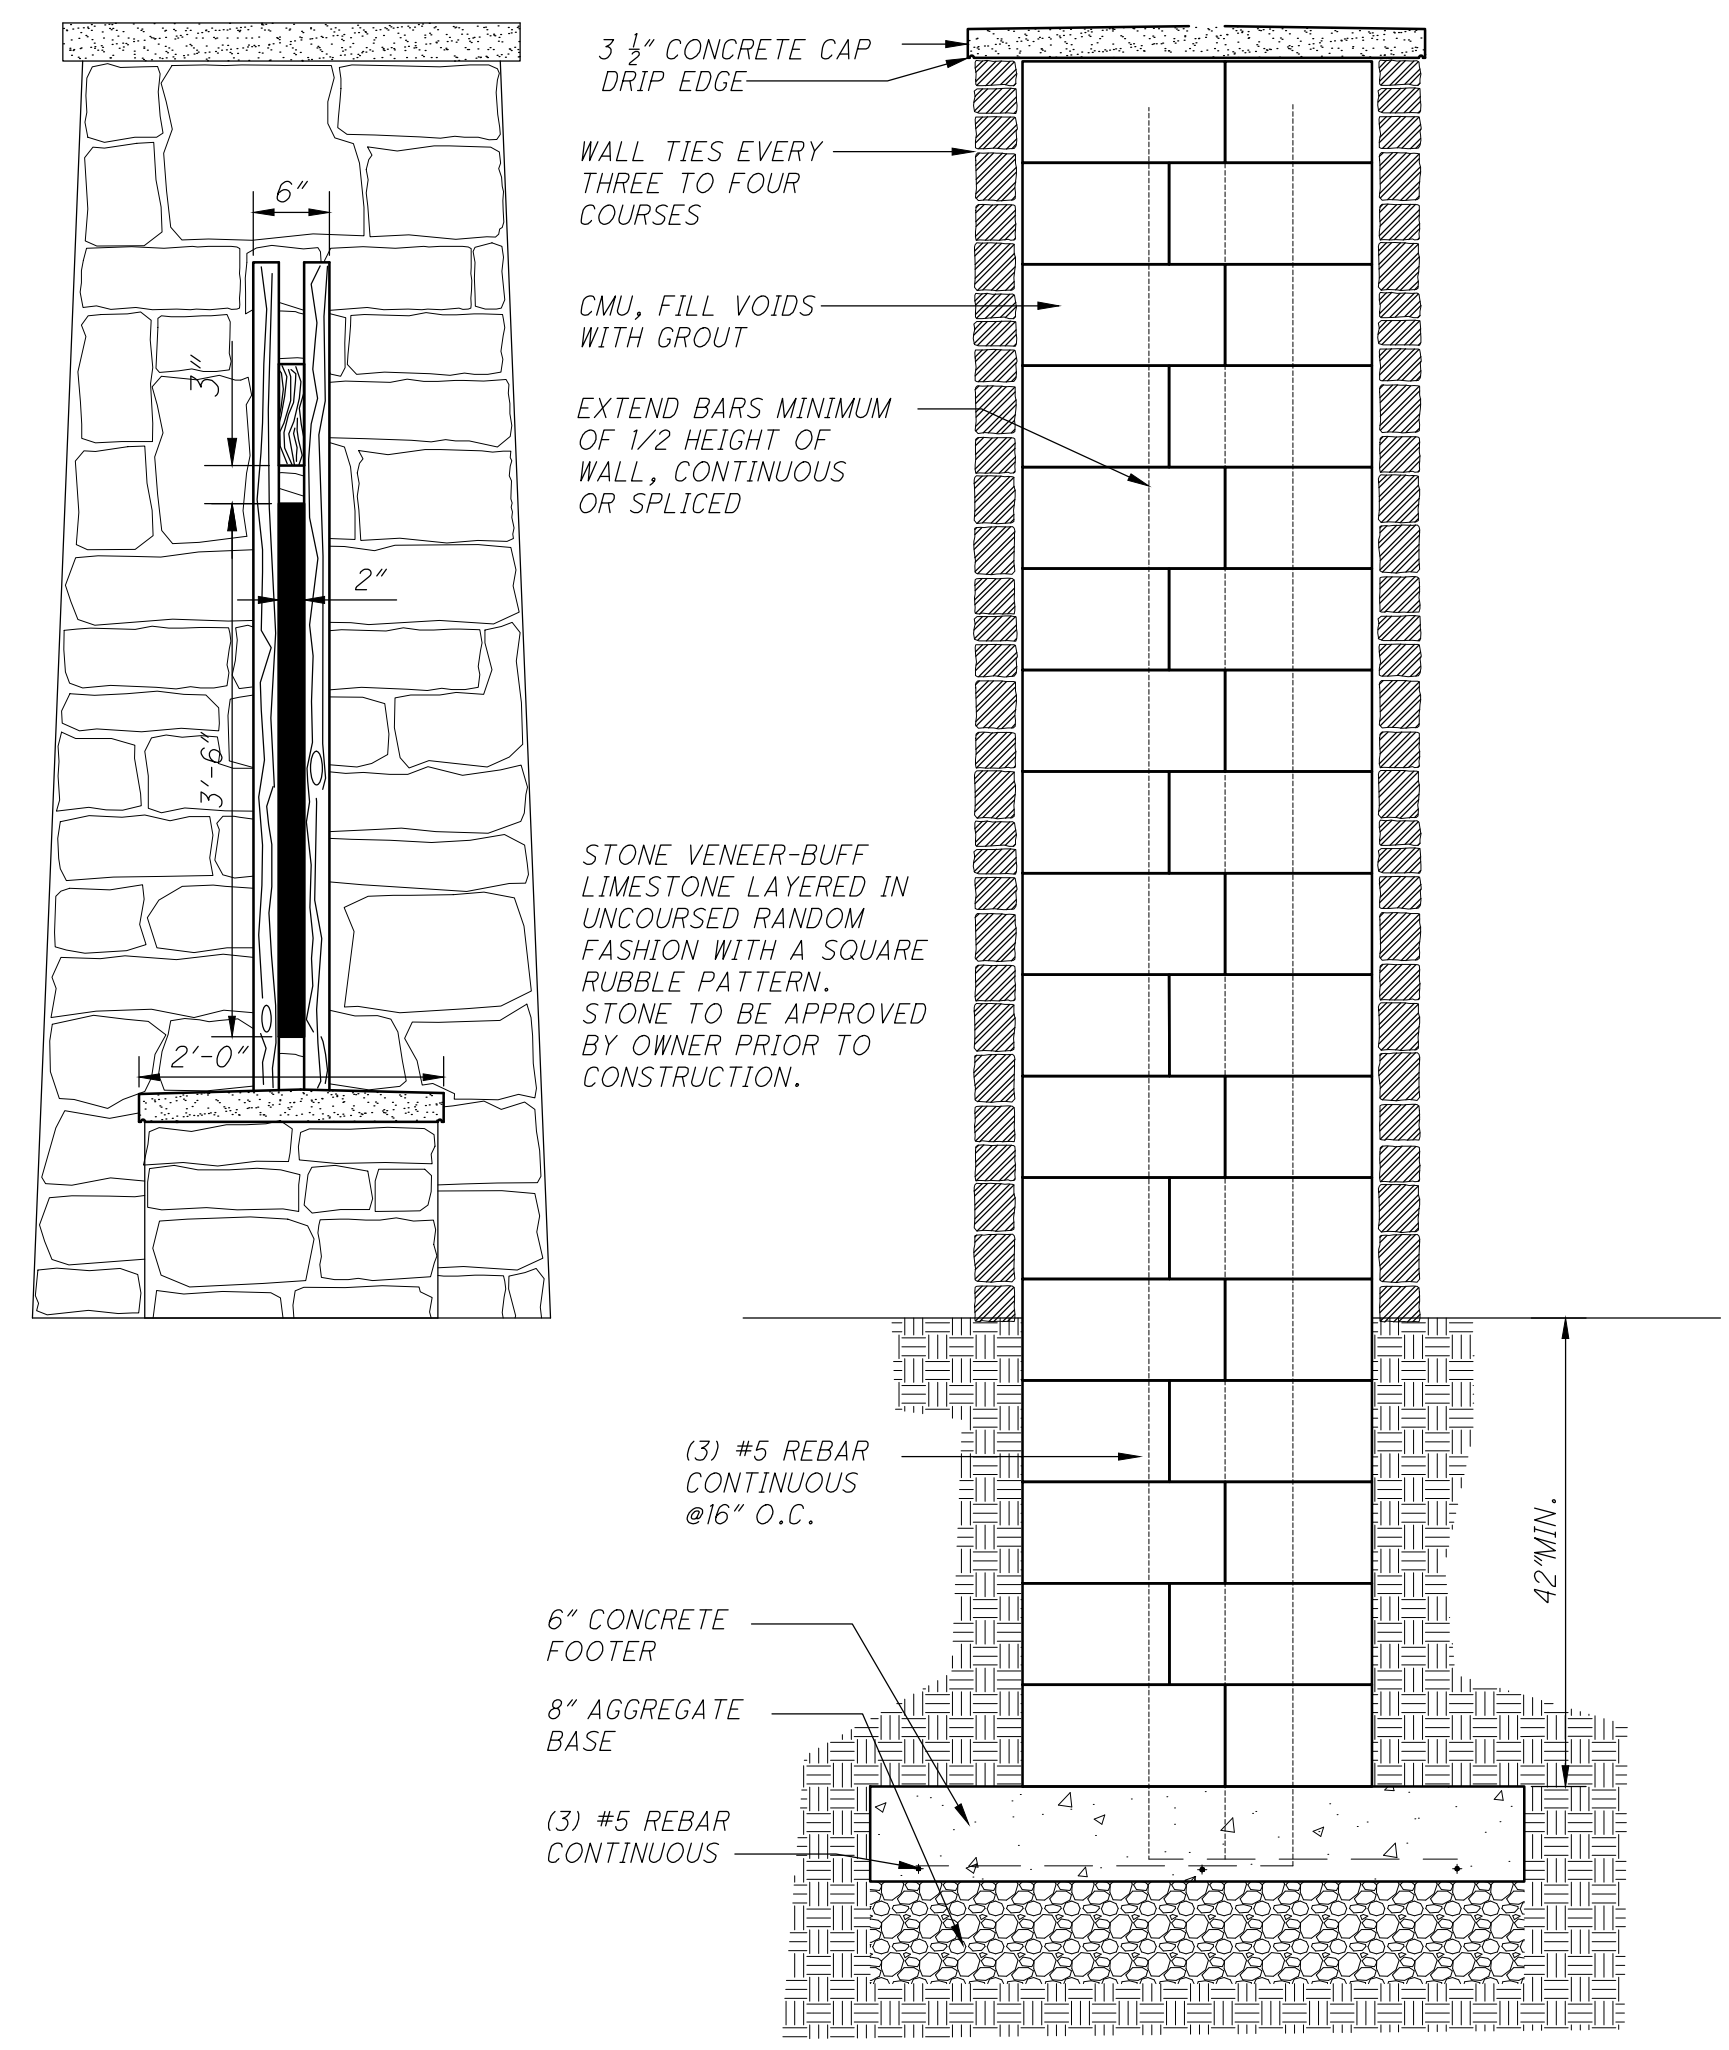 6"
3"
2"
3'-6"
2'-0"
3 ½" CONCRETE CAP
DRIP EDGE
WALL TIES EVERY
THREE TO FOUR
COURSES
CMU, FILL VOIDS
WITH GROUT
EXTEND BARS MINIMUM
OF 1/2 HEIGHT OF
WALL, CONTINUOUS
OR SPLICED
STONE VENEER-BUFF
LIMESTONE LAYERED IN
UNCOURSED RANDOM
FASHION WITH A SQUARE
RUBBLE PATTERN.
STONE TO BE APPROVED
BY OWNER PRIOR TO
CONSTRUCTION.
(3) #5 REBAR
CONTINUOUS
@16" O.C.
42"MIN.
6" CONCRETE
FOOTER
8" AGGREGATE
BASE
(3) #5 REBAR
CONTINUOUS